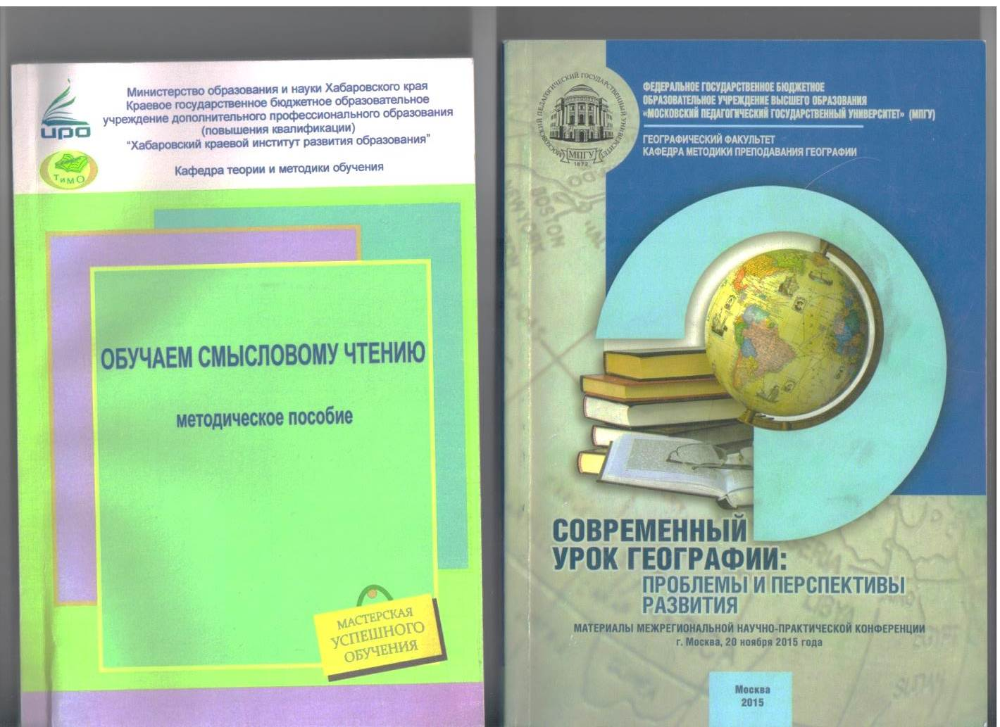 Министерство образования и науки Хабаровского края
Краевое государственное бюджетное образовательное
учреждение дополнительного профессионального образования
(повышения квалификации)
"Хабаровский краевой институт развития образования"
Кафедра теории и методики обучения
ИРО
ТиМО
ОБУЧАЕМ СМЫСЛОВОМУ ЧТЕНИЮ
методическое пособие
МАСТЕРСКАЯ
УСПЕШНОГО
ОБУЧЕНИЯ
МОСКОВСКИЙ ПЕДАГОГИЧЕСКИЙ ГОСУДАРСТВЕННЫЙ УНИВЕРСИТЕТ
МПГУ
1872
ФЕДЕРАЛЬНОЕ ГОСУДАРСТВЕННОЕ БЮДЖЕТНОЕ
ОБРАЗОВАТЕЛЬНОЕ УЧРЕЖДЕНИЕ ВЫСШЕГО ОБРАЗОВАНИЯ
«МОСКОВСКИЙ ПЕДАГОГИЧЕСКИЙ ГОСУДАРСТВЕННЫЙ УНИВЕРСИТЕТ» (МПГУ)
ГЕОГРАФИЧЕСКИЙ ФАКУЛЬТЕТ
КАФЕДРА МЕТОДИКИ ПРЕПОДАВАНИЯ ГЕОГРАФИИ
BOSTON
СОВРЕМЕННЫЙ
УРОК ГЕОГРАФИИ:
ПРОБЛЕМЫ И ПЕРСПЕКТИВЫ
РАЗВИТИЯ
LIBYA
МАТЕРИАЛЫ МЕЖРЕГИОНАЛЬНОЙ НАУЧНО-ПРАКТИЧЕСКОЙ КОНФЕРЕНЦИИ
г. Москва, 20 ноября 2015 года
Москва
2015